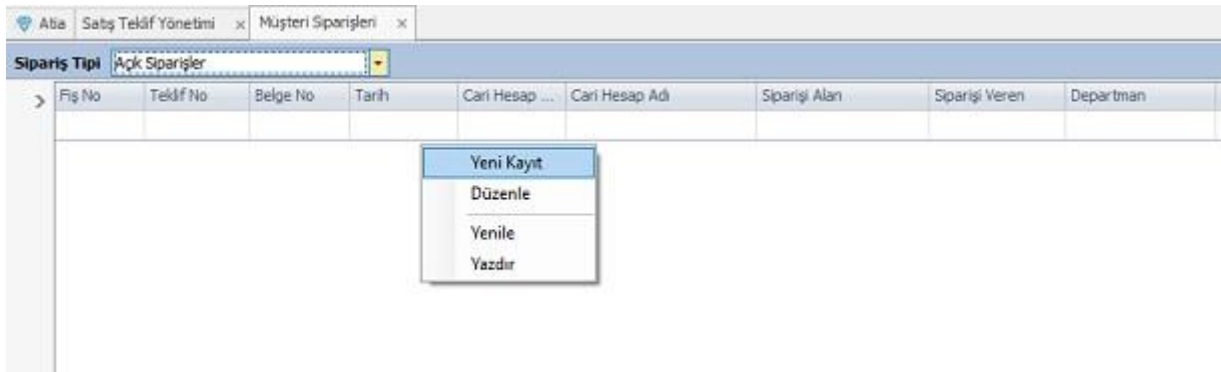 Atia Satış Teklif Yönetimi x Müşteri Siparişleri x
Sipariş Tipi Açık Siparişler
Fiş No Teklif No Belge No Tarih Cari Hesap ... Cari Hesap Adı Siparişi Alan Siparişi Veren Departman
Yeni Kayıt
Düzenle
Yenile
Yazdır